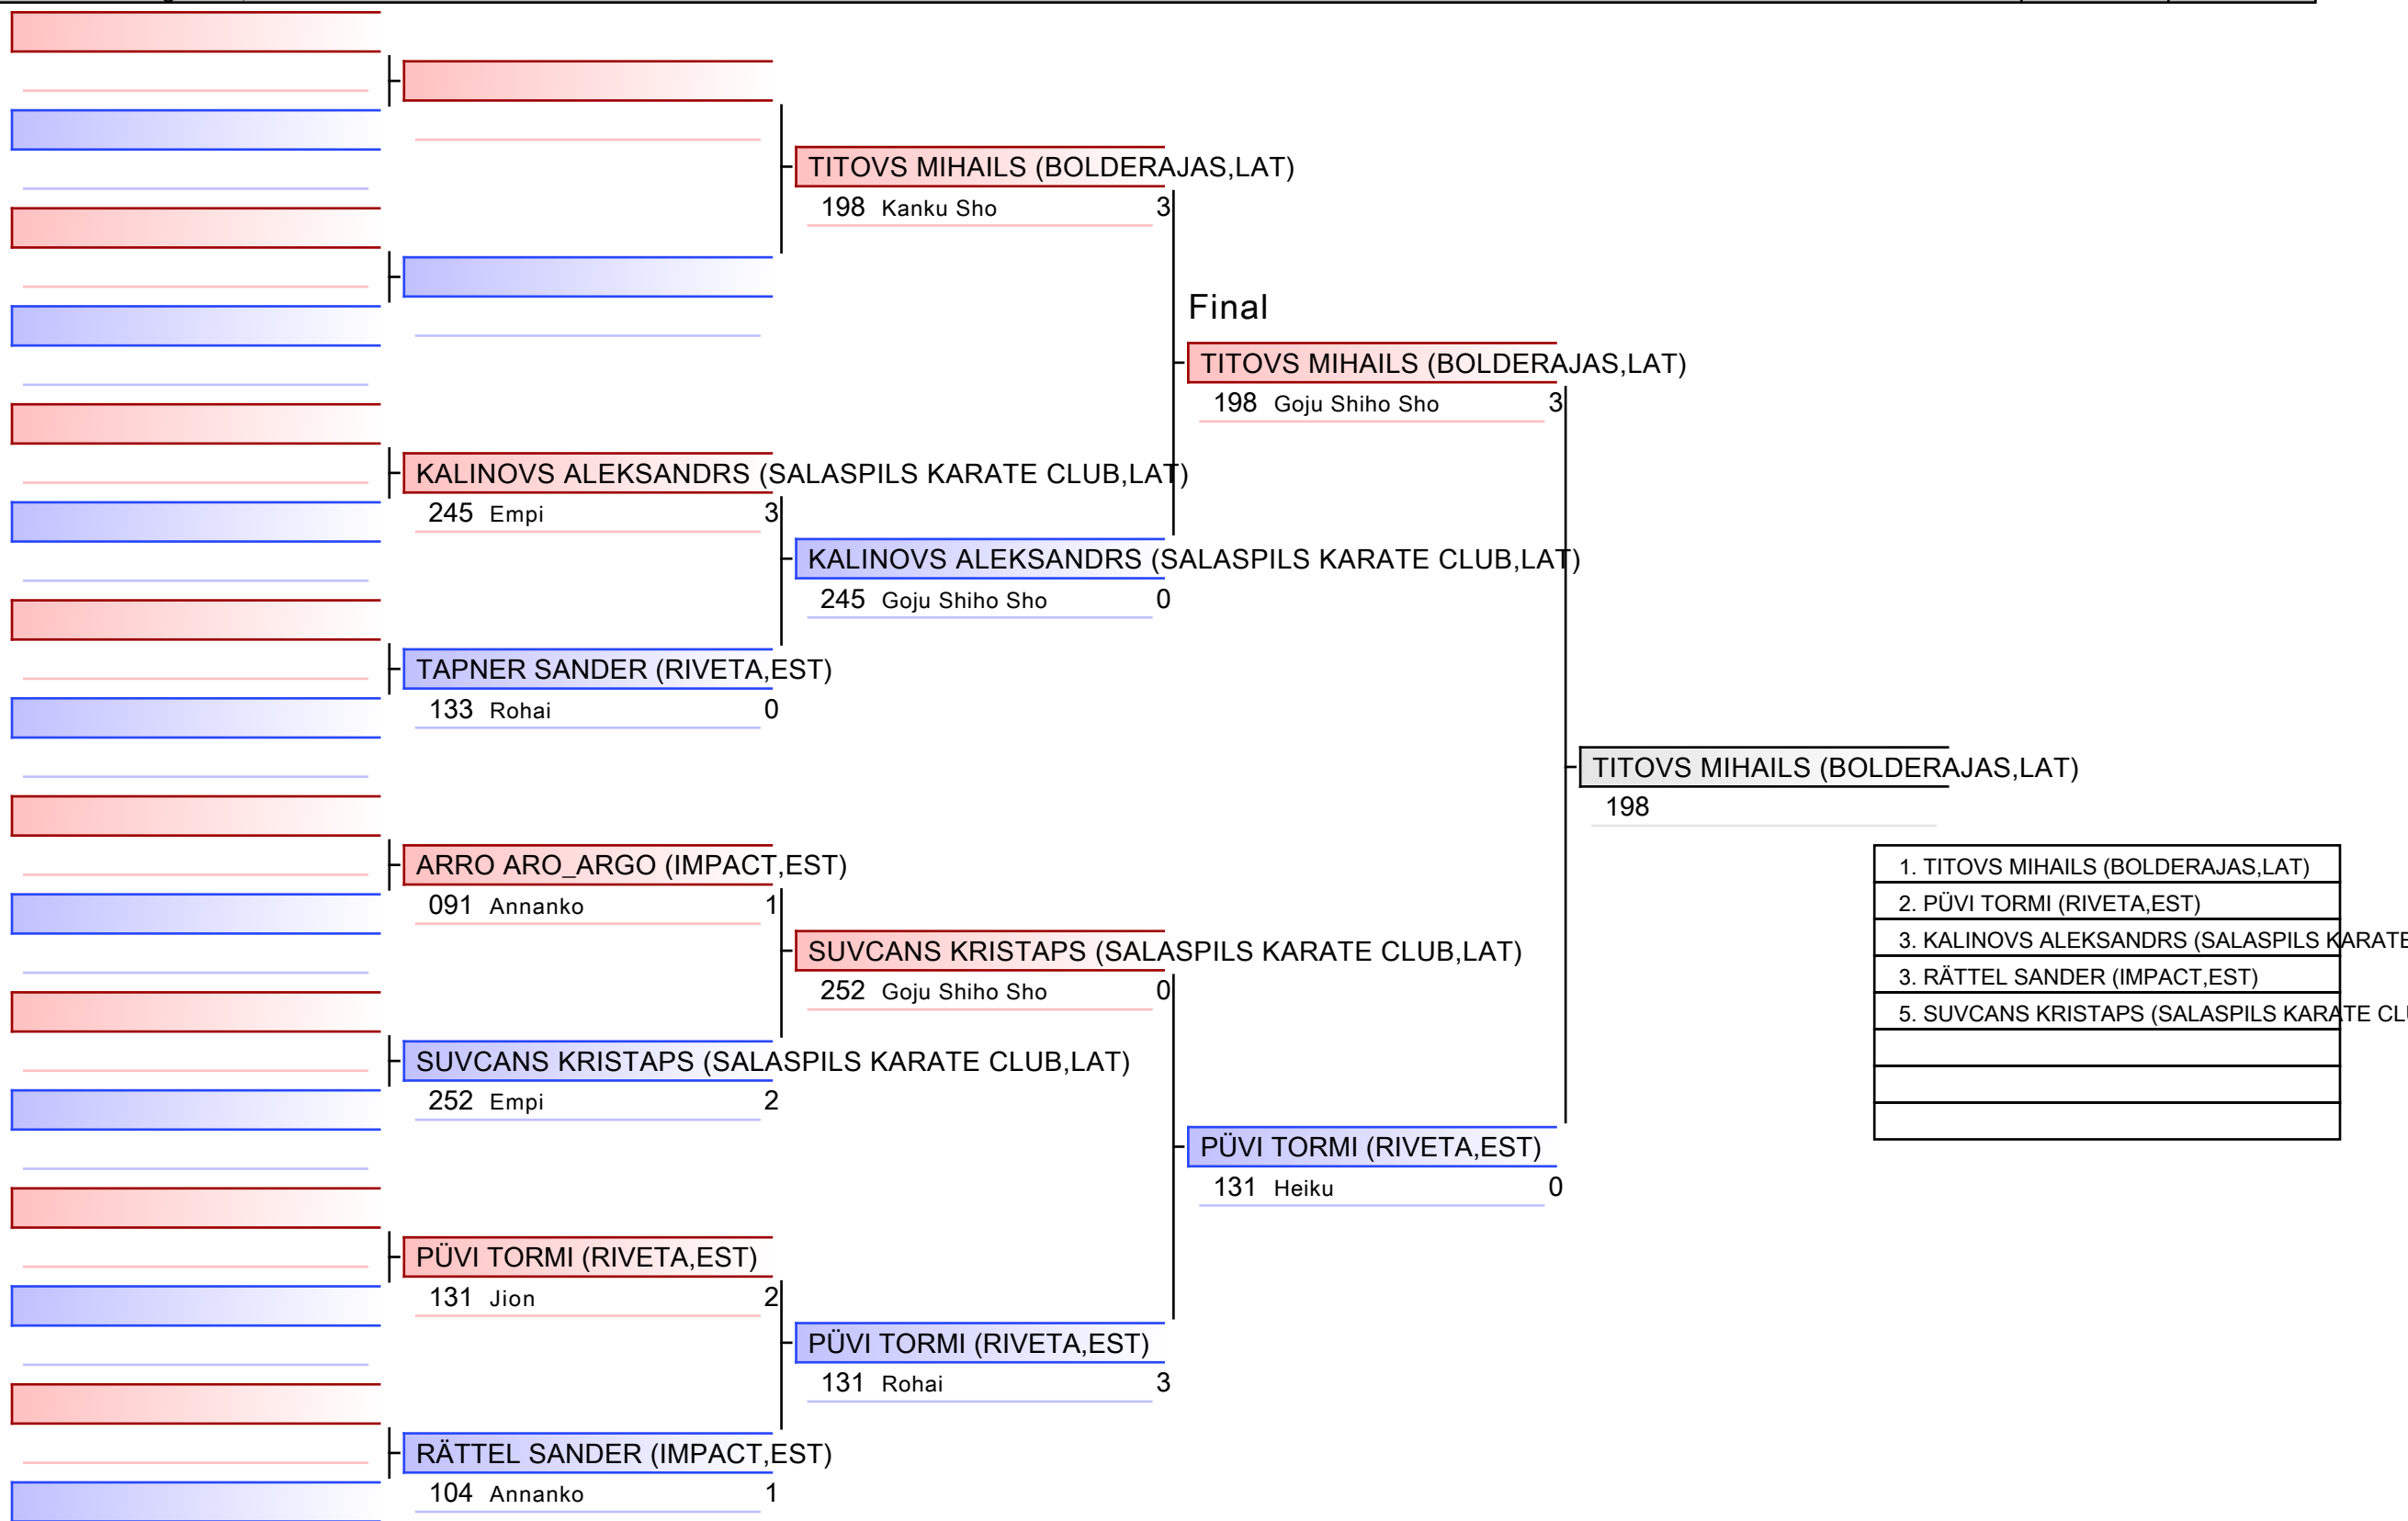 TITOVS MIHAILS (BOLDERAJAS,LAT)
198 Kanku Sho 3
Final
TITOVS MIHAILS (BOLDERAJAS,LAT)
198 Goju Shiho Sho 3
KALINOVS ALEKSANDRS (SALASPILS KARATE CLUB,LAT)
245 Empi 3
KALINOVS ALEKSANDRS (SALASPILS KARATE CLUB,LAT)
245 Goju Shiho Sho 0
TAPNER SANDER (RIVETA,EST)
133 Rohai 0
TITOVS MIHAILS (BOLDERAJAS,LAT)
198
ARRO ARO_ARGO (IMPACT,EST)
091 Annanko 1
SUVCANS KRISTAPS (SALASPILS KARATE CLUB,LAT)
252 Goju Shiho Sho 0
SUVCANS KRISTAPS (SALASPILS KARATE CLUB,LAT)
252 Empi 2
PÜVI TORMI (RIVETA,EST)
131 Heiku 0
PÜVI TORMI (RIVETA,EST)
131 Jion 2
PÜVI TORMI (RIVETA,EST)
131 Rohai 3
RÄTTEL SANDER (IMPACT,EST)
104 Annanko 1
1. TITOVS MIHAILS (BOLDERAJAS,LAT)
2. PÜVI TORMI (RIVETA,EST)
3. KALINOVS ALEKSANDRS (SALASPILS KARATE
3. RÄTTEL SANDER (IMPACT,EST)
5. SUVCANS KRISTAPS (SALASPILS KARATE